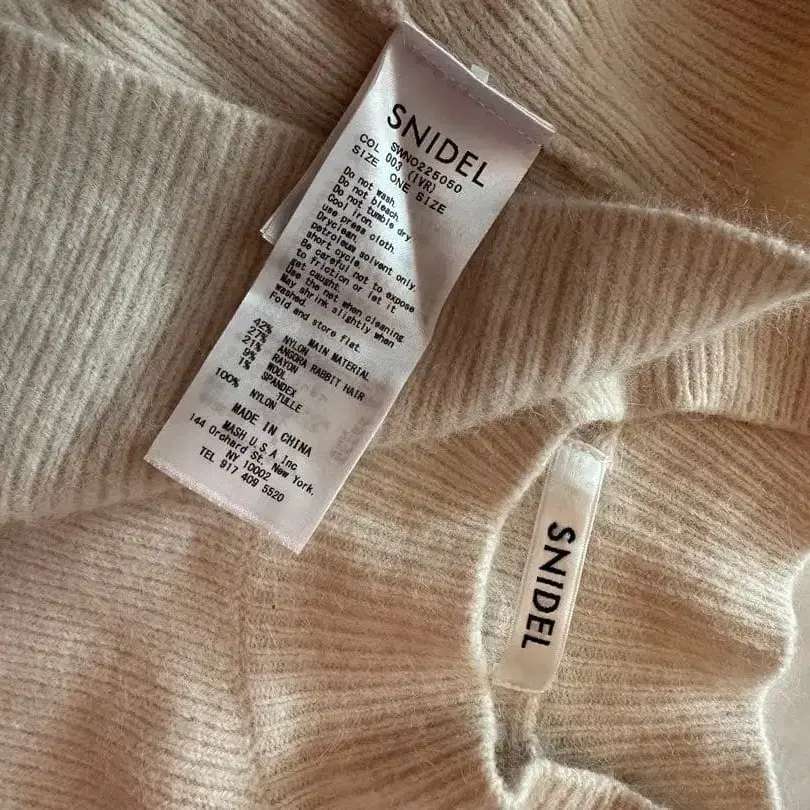 SNIDEL
SWNO225050
COL 003 (IVR)
SIZE ONE SIZE
Do not wash.
Do not bleach.
Do not tumble dry.
Cool iron.
use press cloth.
Dryclean.
petroleum solvent only.
short cycle.
Be careful not to expose
to friction or let it
get caught.
Use the net when cleaning.
May shrink slightly when
washed.
Fold and store flat.
MAIN MATERIAL
42% NYLON
27% ANGORA RABBIT HAIR
21% RAYON
9% WOOL
1% SPANDEX
TULLE
100% NYLON
MADE IN CHINA
MASH U.S.A Inc
144 Orchard St. New York.
NY 10002
TEL 917 409 5520
SNIDEL